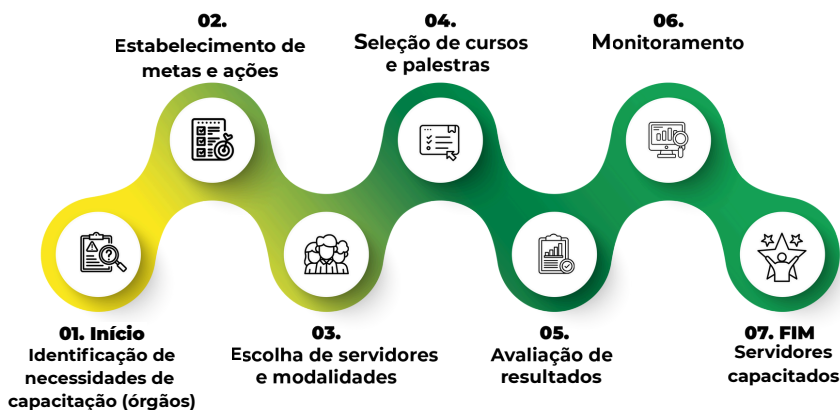 01. Início
Identificação de
necessidades de
capacitação (órgãos)
02.
Estabelecimento de
metas e ações
03.
Escolha de servidores
e modalidades
04.
Seleção de cursos
e palestras
05.
Avaliação de
resultados
06.
Monitoramento
07. FIM
Servidores
capacitados